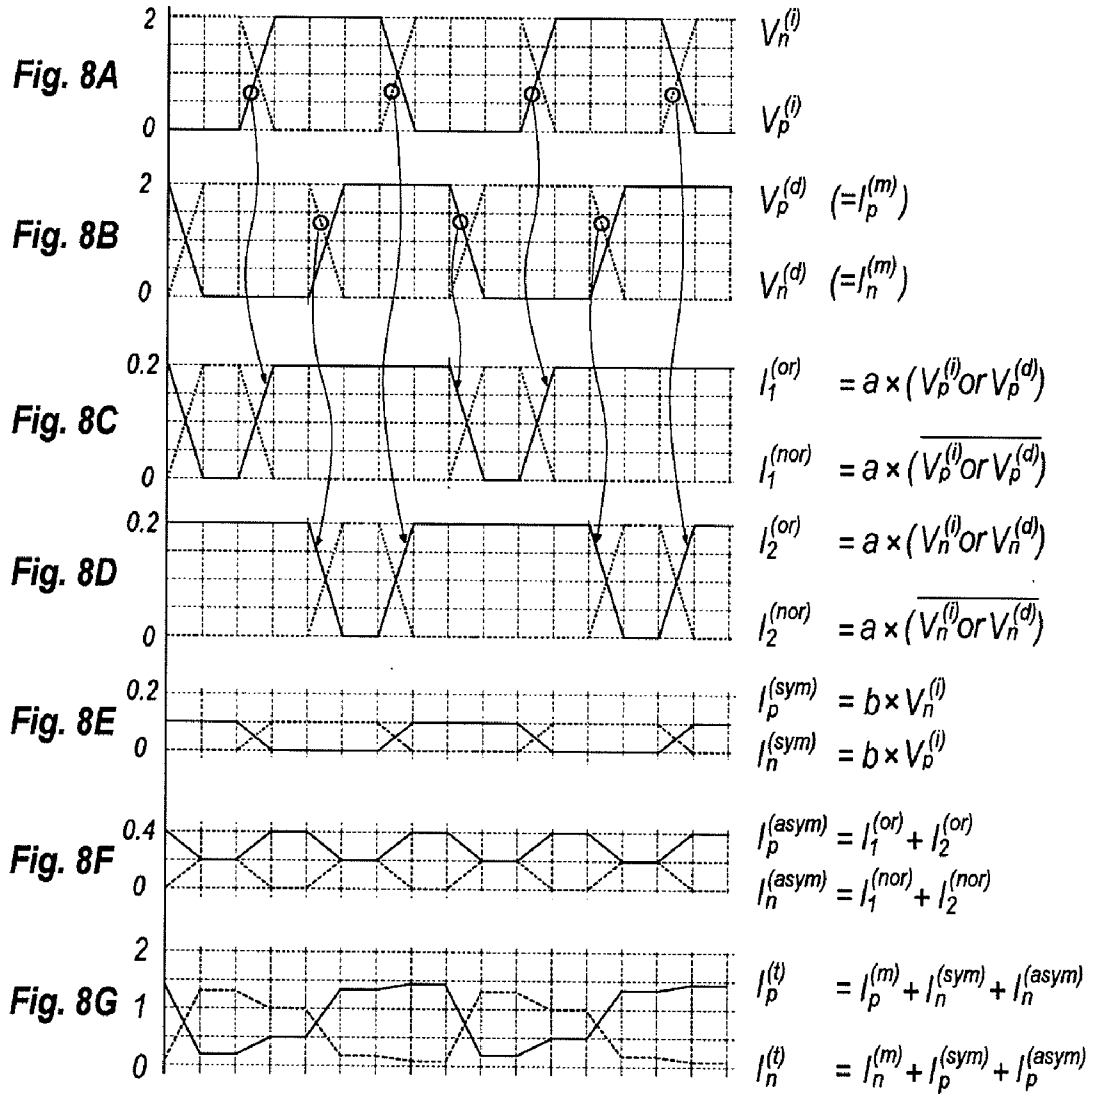 Fig. 8A
2
0
V_n^(i)
V_p^(i)
Fig. 8B
2
0
V_p^(d) (=I_p^(m))
V_n^(d) (=I_n^(m))
Fig. 8C
0.2
0
I_1^(or) = a × (V_p^(i) or V_p^(d))
I_1^(nor) = a × (\overline{V_p^(i) or V_p^(d)})
Fig. 8D
0.2
0
I_2^(or) = a × (V_n^(i) or V_n^(d))
I_2^(nor) = a × (\overline{V_n^(i) or V_n^(d)})
Fig. 8E
0.2
0
I_p^(sym) = b × V_n^(i)
I_n^(sym) = b × V_p^(i)
Fig. 8F
0.4
0
I_p^(asym) = I_1^(or) + I_2^(or)
I_n^(asym) = I_1^(nor) + I_2^(nor)
Fig. 8G
2
1
0
I_p^(t) = I_p^(m) + I_n^(sym) + I_n^(asym)
I_n^(t) = I_n^(m) + I_p^(sym) + I_p^(asym)